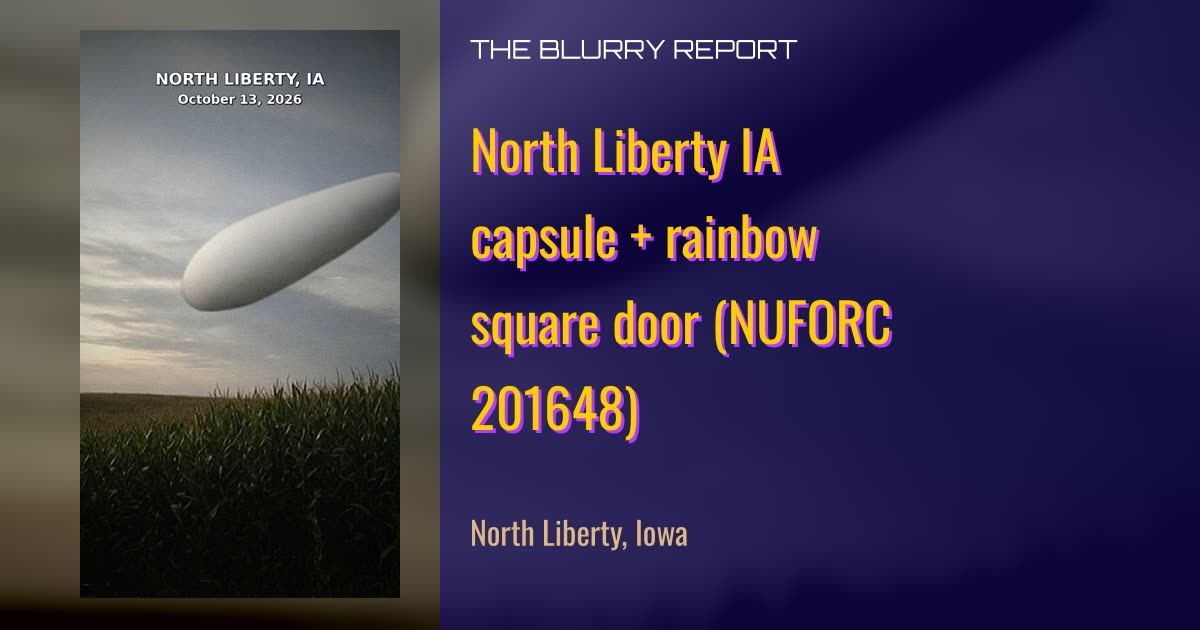 NORTH LIBERTY, IA
October 13, 2026
THE BLURRY REPORT
North Liberty IA
capsule + rainbow
square door (NUFORC
201648)
North Liberty, Iowa